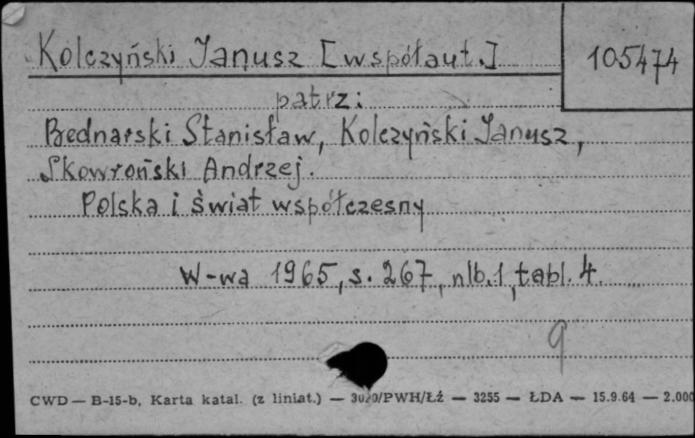 Kolczyński Janusz [współaut.]
105474
patrz:
Bednarski Stanisław, Kolczyński Janusz,
Skowroński Andrzej.
Polska i świat współczesny
W-wa 1965, s. 267, nlb. 1, tabl. 4.
9
CWD — B-15-b, Karta katal. (z liniat.) — 3020/PWH/Łź — 3255 — ŁDA — 15.9.64 — 2.000